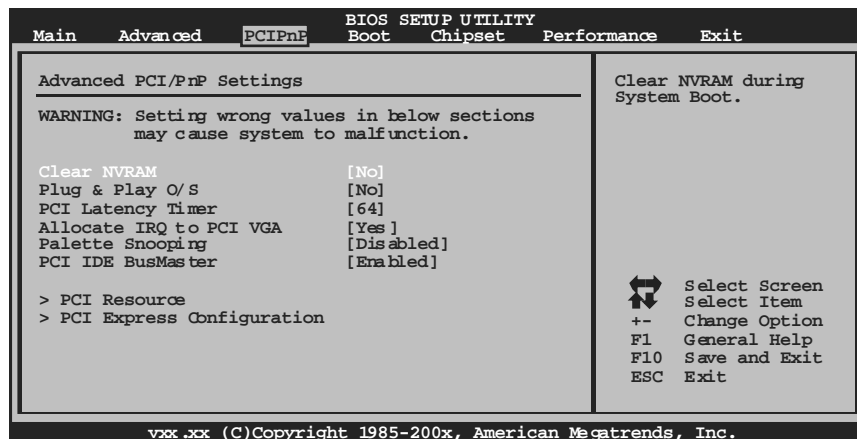 BIOS SETUP UTILITY
Main Advanced PCIPnP Boot Chipset Performance Exit
Advanced PCI/PnP Settings
WARNING: Setting wrong values in below sections
may cause system to malfunction.
Clear NVRAM [No]
Plug & Play O/S [No]
PCI Latency Timer [64]
Allocate IRQ to PCI VGA [Yes]
Palette Snooping [Disabled]
PCI IDE BusMaster [Enabled]
> PCI Resource
> PCI Express Configuration
Clear NVRAM during
System Boot.
Select Screen
Select Item
+- Change Option
F1 General Help
F10 Save and Exit
ESC Exit
vxx.xx (C)Copyright 1985-200x, American Megatrends, Inc.